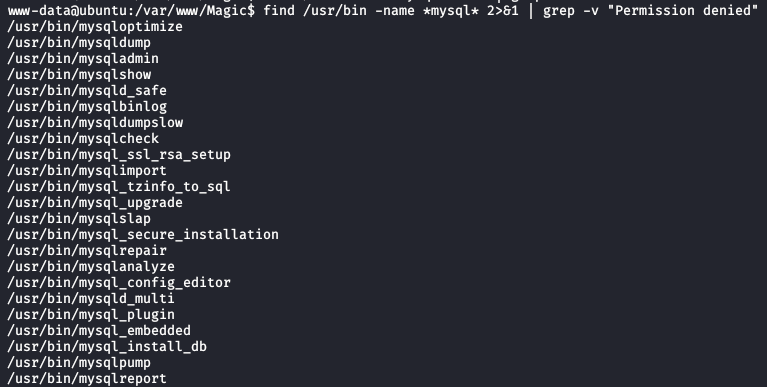 www-data@ubuntu:/var/www/Magic$ find /usr/bin -name *mysql* 2>&1 | grep -v "Permission denied"
/usr/bin/mysqloptimize
/usr/bin/mysqldump
/usr/bin/mysqladmin
/usr/bin/mysqlshow
/usr/bin/mysqld_safe
/usr/bin/mysqlbinlog
/usr/bin/mysqldumpslow
/usr/bin/mysqlcheck
/usr/bin/mysql_ssl_rsa_setup
/usr/bin/mysqlimport
/usr/bin/mysql_tzinfo_to_sql
/usr/bin/mysql_upgrade
/usr/bin/mysqlslap
/usr/bin/mysql_secure_installation
/usr/bin/mysqlrepair
/usr/bin/mysqlanalyze
/usr/bin/mysql_config_editor
/usr/bin/mysqld_multi
/usr/bin/mysql_plugin
/usr/bin/mysql_embedded
/usr/bin/mysql_install_db
/usr/bin/mysqlpump
/usr/bin/mysqlreport